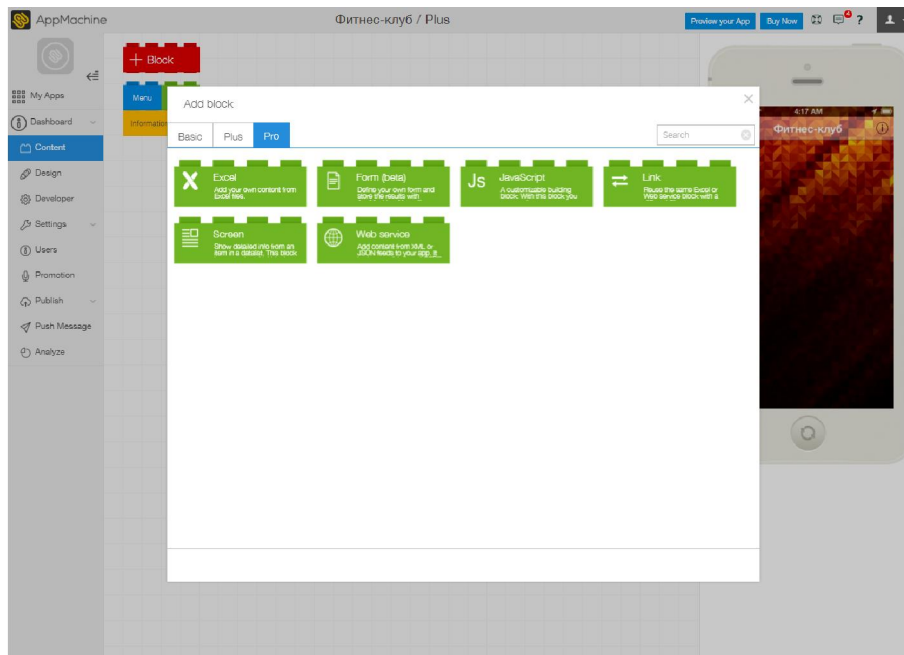 AppMachine
Фитнес-клуб / Plus
Preview your App
Buy Now
4
?
My Apps
Dashboard
Content
Design
Developer
Settings
Users
Promotion
Publish
Push Message
Analyze
Block
Menu
Information
Add block
Basic
Plus
Pro
Search
Excel
Add your own content from
Excel files.
Form (beta)
Define your own form and
store the results with
JS
JavaScript
A customizable building
block. With this block you
Link
Reuse the same Excel or
Web service block with a
Screen
Show detailed info from an
item in a dataset. This block
Web service
Add content from XML or
JSON feeds to your app. It
4:17 AM
Фитнес-клуб